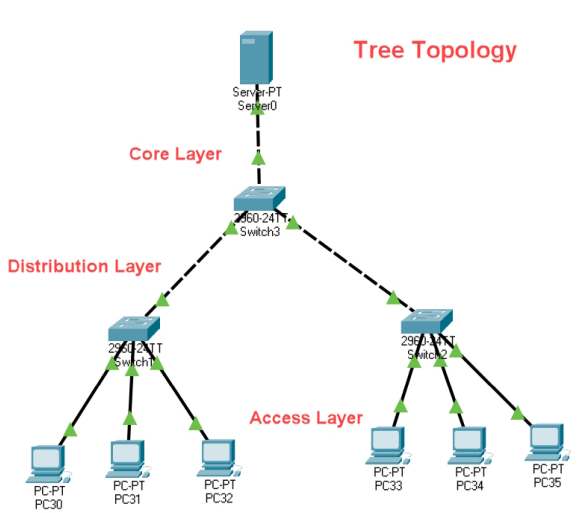 Tree Topology
Server-PT
Server0
Core Layer
2960-24TT
Switch3
Distribution Layer
2960-24TT
Switch1
2960-24TT
Switch2
Access Layer
PC-PT
PC30
PC-PT
PC31
PC-PT
PC32
PC-PT
PC33
PC-PT
PC34
PC-PT
PC35